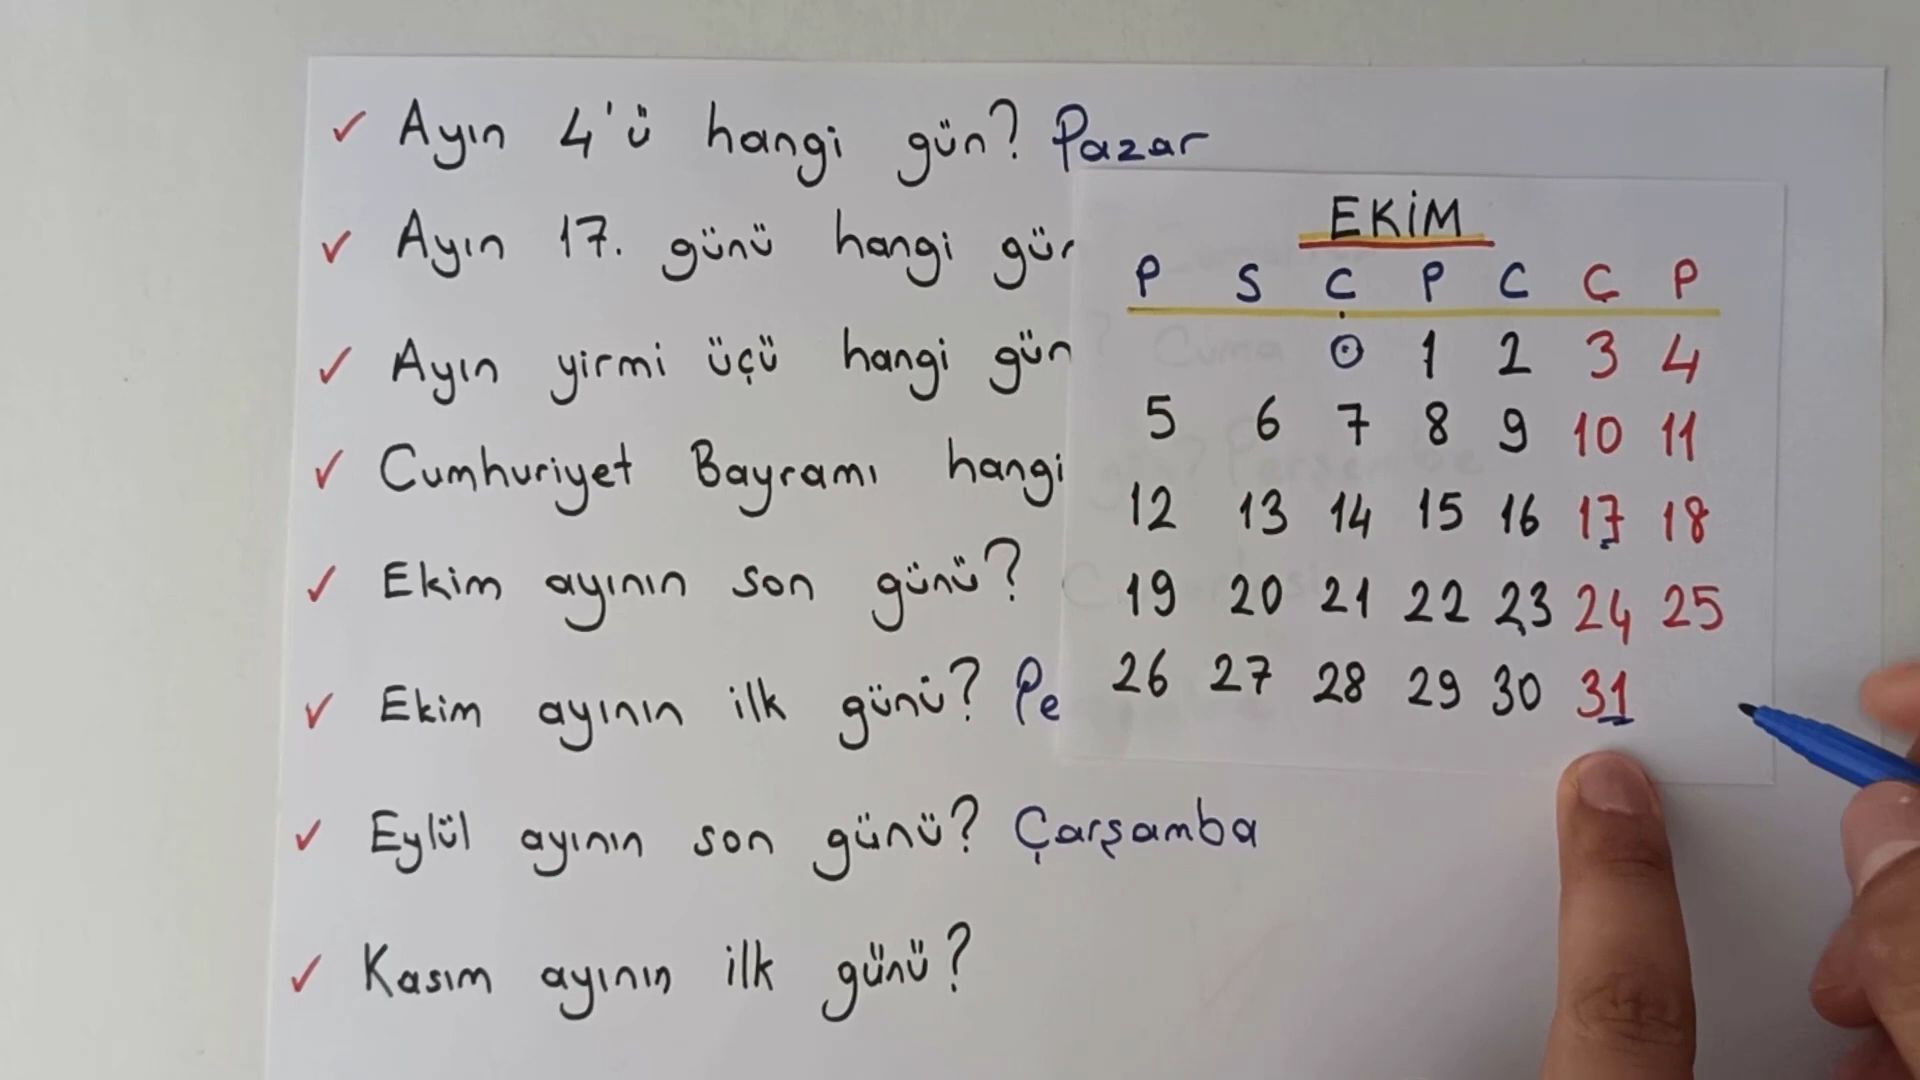 Ayın 4'ü hangi gün? Pazar
Ayın 17. günü hangi gün
Ayın yirmi üçü hangi gün
Cumhuriyet Bayramı hangi
Ekim ayının son günü?
Ekim ayının ilk günü? Pe
Eylül ayının son günü? Çarşamba
Kasım ayının ilk günü?
EKİM
P S Ç P C C P
1 2 3 4
5 6 7 8 9 10 11
12 13 14 15 16 17 18
19 20 21 22 23 24 25
26 27 28 29 30 31